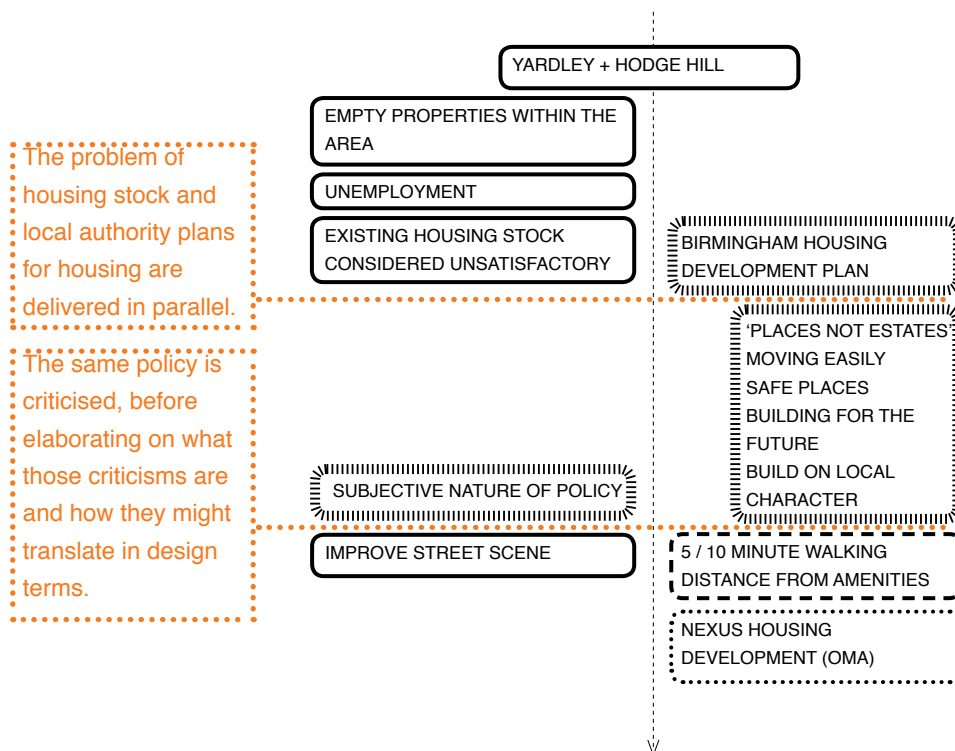 YARDLEY + HODGE HILL
EMPTY PROPERTIES WITHIN THE
AREA
The problem of
housing stock and
local authority plans
for housing are
delivered in parallel.
UNEMPLOYMENT
EXISTING HOUSING STOCK
CONSIDERED UNSATISFACTORY
BIRMINGHAM HOUSING
DEVELOPMENT PLAN
‘PLACES NOT ESTATES’
MOVING EASILY
SAFE PLACES
BUILDING FOR THE
FUTURE
BUILD ON LOCAL
CHARACTER
The same policy is
criticised, before
elaborating on what
those criticisms are
and how they might
translate in design
terms.
SUBJECTIVE NATURE OF POLICY
IMPROVE STREET SCENE
5 / 10 MINUTE WALKING
DISTANCE FROM AMENITIES
NEXUS HOUSING
DEVELOPMENT (OMA)